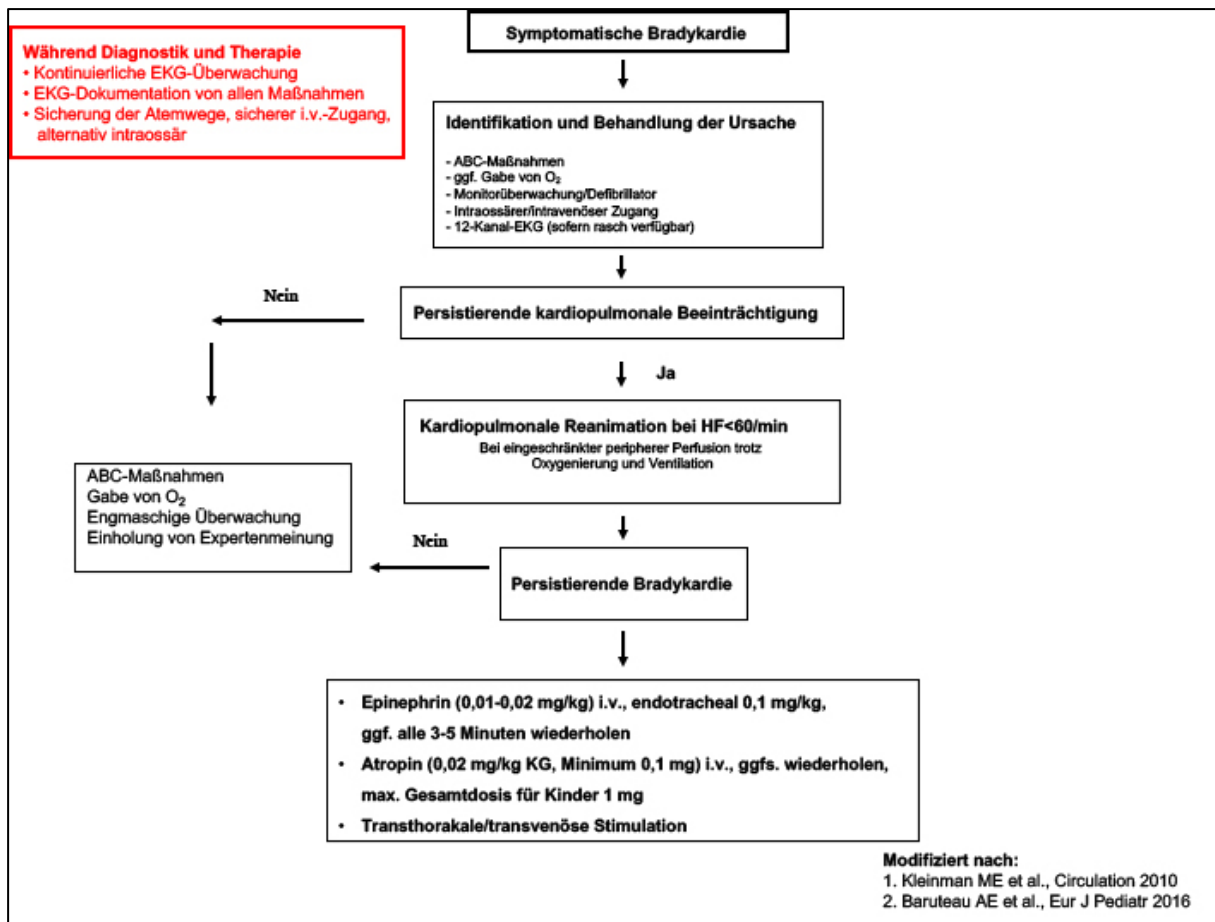 Symptomatische Bradykardie
Während Diagnostik und Therapie
• Kontinuierliche EKG-Überwachung
• EKG-Dokumentation von allen Maßnahmen
• Sicherung der Atemwege, sicherer i.v.-Zugang,
alternativ intraossär
Identifikation und Behandlung der Ursache
- ABC-Maßnahmen
- ggf. Gabe von O₂
- Monitorüberwachung/Defibrillator
- Intraossärer/intravenöser Zugang
- 12-Kanal-EKG (sofern rasch verfügbar)
Nein
Persistierende kardiopulmonale Beeinträchtigung
Ja
Kardiopulmonale Reanimation bei HF<60/min
Bei eingeschränkter peripherer Perfusion trotz
Oxygenierung und Ventilation
ABC-Maßnahmen
Gabe von O₂
Engmaschige Überwachung
Einholung von Expertenmeinung
Nein
Persistierende Bradykardie
• Epinephrin (0,01-0,02 mg/kg) i.v., endotracheal 0,1 mg/kg,
ggf. alle 3-5 Minuten wiederholen
• Atropin (0,02 mg/kg KG, Minimum 0,1 mg) i.v., ggfs. wiederholen,
max. Gesamtdosis für Kinder 1 mg
• Transthorakale/transvenöse Stimulation
Modifiziert nach:
1. Kleinman ME et al., Circulation 2010
2. Baruteau AE et al., Eur J Pediatr 2016